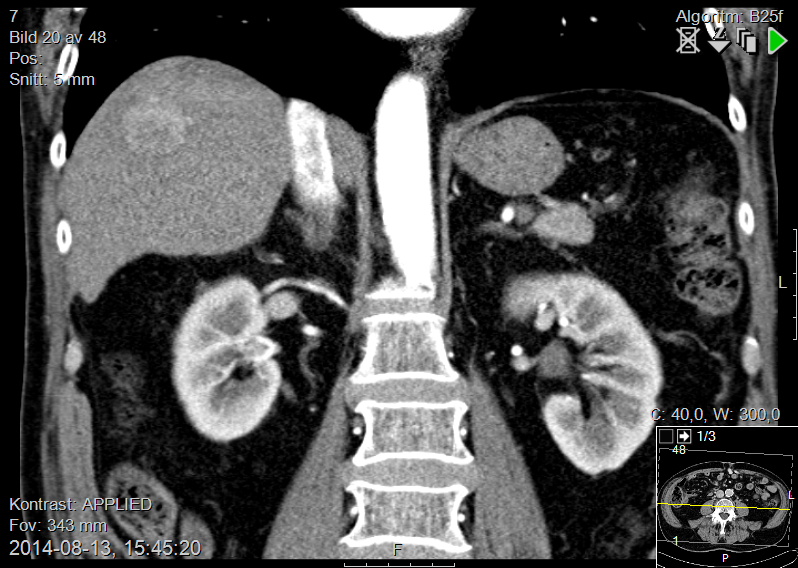 7
Bild 20 av 48
Pos:
Snitt: 5 mm
Algoritm: B25f
L
C: 40,0, W: 300,0
1/3
48
L
1
P
Kontrast: APPLIED
Fov: 343 mm
2014-08-13, 15:45:20
F